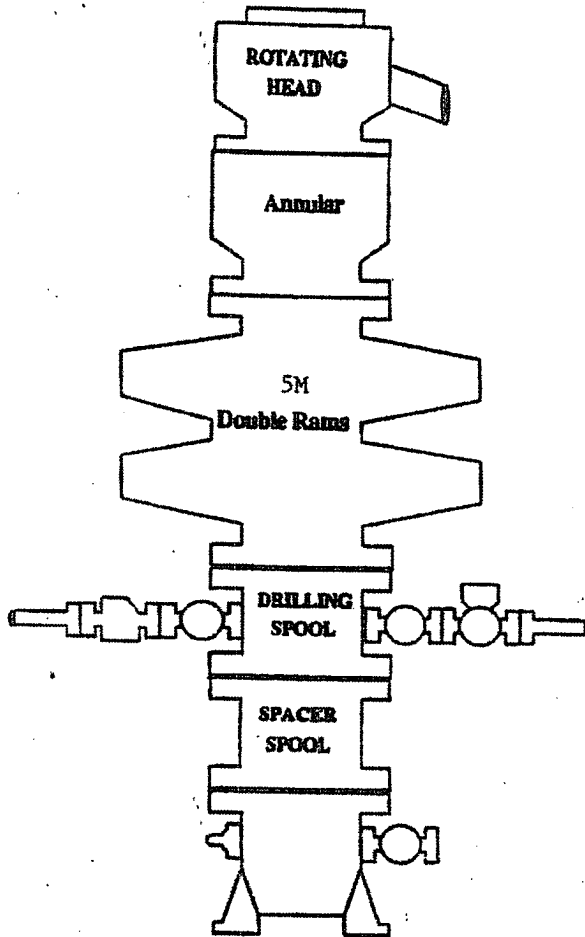 ROTATING
HEAD
Annular
5M
Double Rams
DRILLING
SPOOL
SPACER
SPOOL